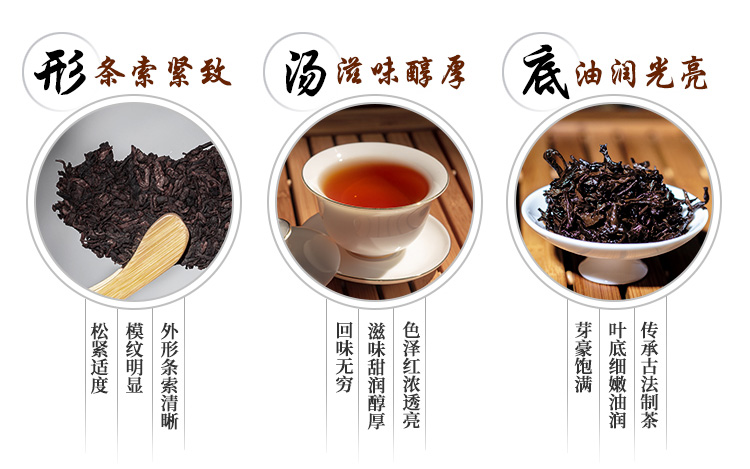 形 条索紧致
外形条索清晰
模纹明显
松紧适度
汤 滋味醇厚
色泽红浓透亮
滋味甜润醇厚
回味无穷
底 油润光亮
传承古法制茶
叶底细嫩油润
芽豪饱满